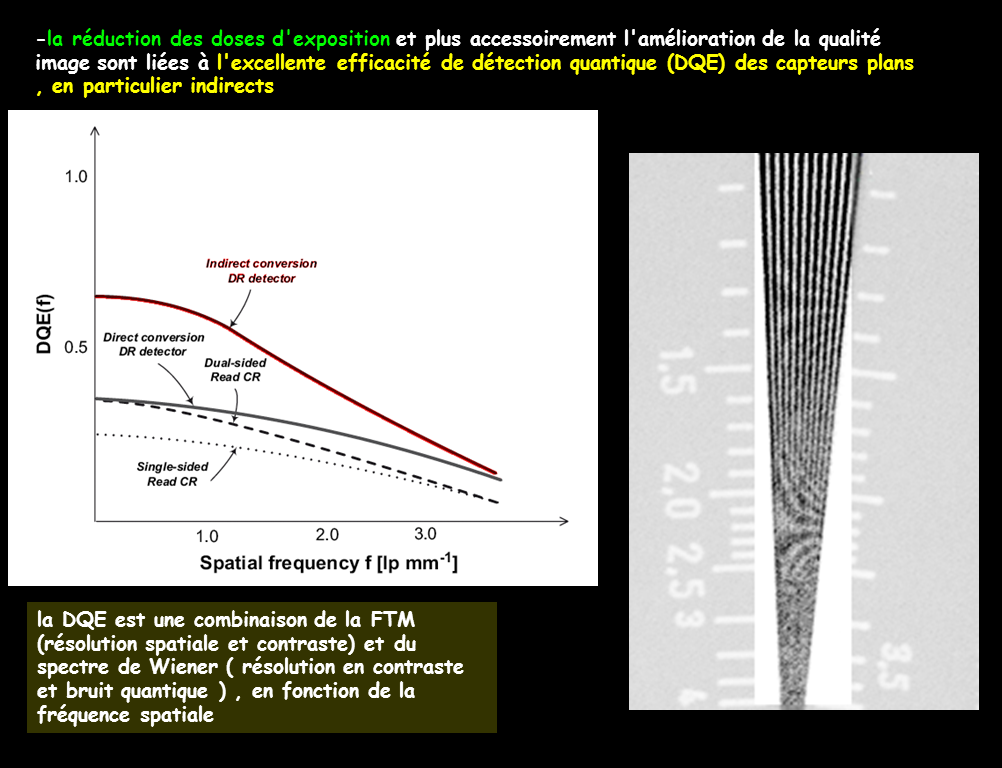 -la réduction des doses d'exposition et plus accessoirement l'amélioration de la qualité
image sont liées à l'excellente efficacité de détection quantique (DQE) des capteurs plans
, en particulier indirects
1.0
Indirect conversion
DR detector
DQE(f)
0.5
Direct conversion
DR detector
Dual-sided
Read CR
Single-sided
Read CR
1.0 2.0 3.0
Spatial frequency f [lp mm-1]
1,5
2,0
2,5
3
3,5
4
la DQE est une combinaison de la FTM
(résolution spatiale et contraste) et du
spectre de Wiener ( résolution en contraste
et bruit quantique ) , en fonction de la
fréquence spatiale